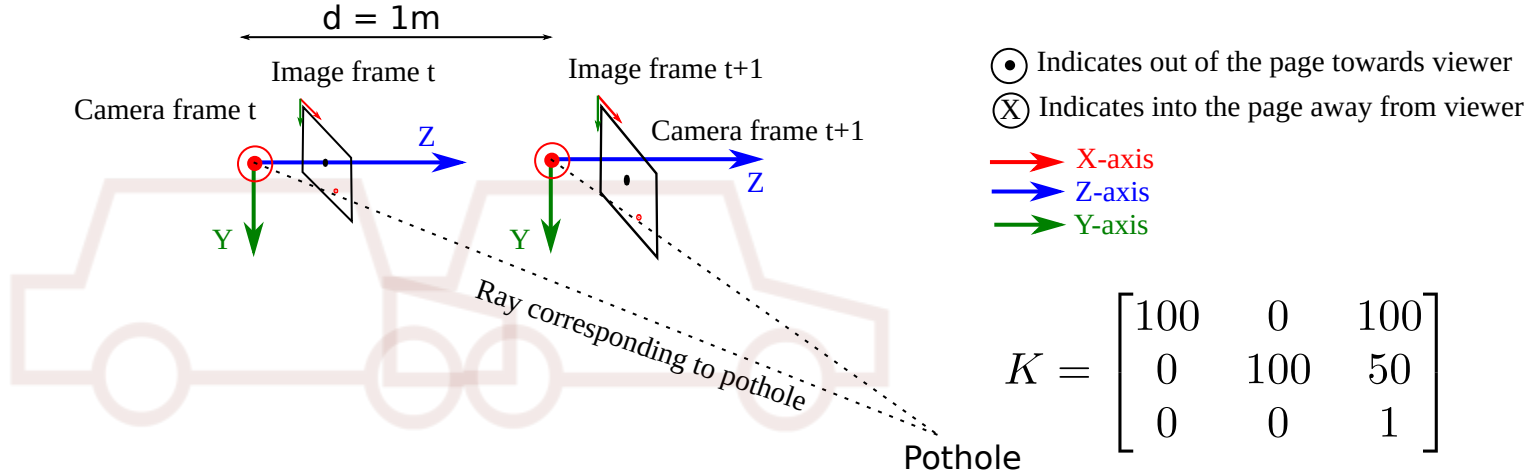 d = 1m
Image frame t
Image frame t+1
Camera frame t
Camera frame t+1
Z
Z
Y
Y
Ray corresponding to pothole
Pothole
Indicates out of the page towards viewer
X Indicates into the page away from viewer
X-axis
Z-axis
Y-axis
K =
100 0 100
0 100 50
0 0 1